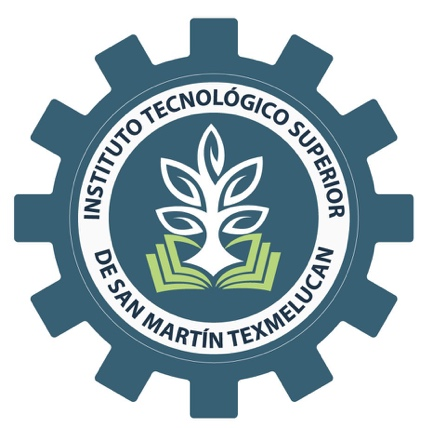 INSTITUTO TECNOLÓGICO SUPERIOR
DE SAN MARTÍN TEXMELUCAN